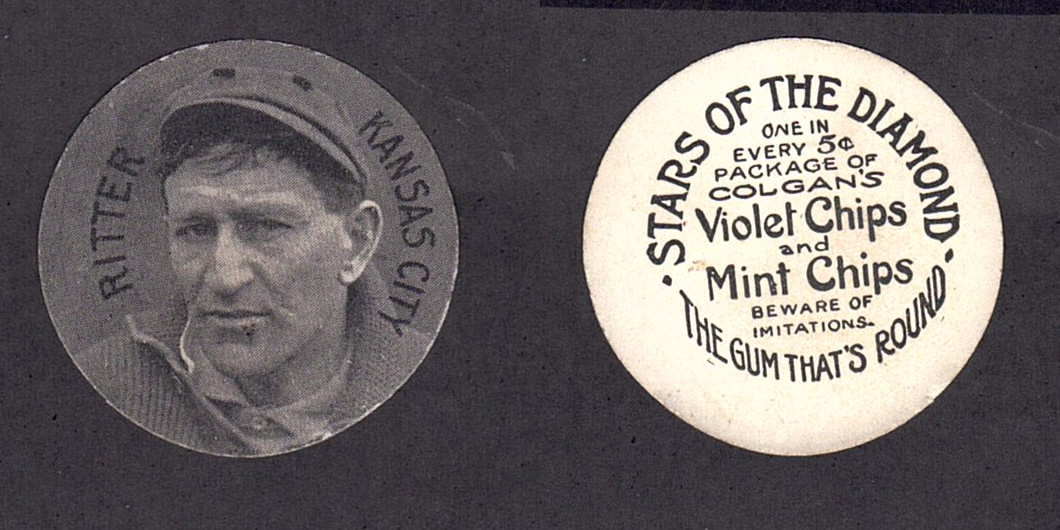 RITTER
KANSAS CITY
STARS OF THE DIAMOND
ONE IN
EVERY 5¢
PACKAGE OF
COLGAN'S
Violet Chips
and
Mint Chips
BEWARE OF
IMITATIONS.
THE GUM THAT'S ROUND